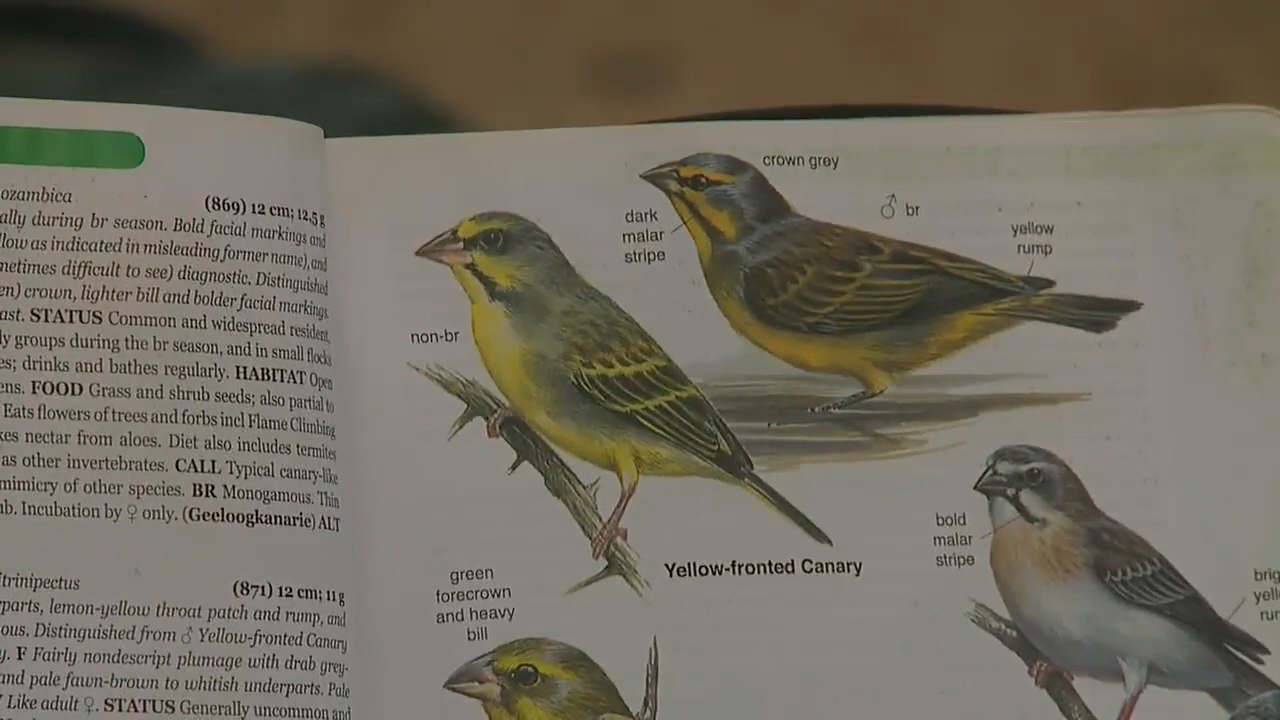 ozambica
(869) 12 cm; 12,5 g
ally during br season. Bold facial markings and
llow as indicated in misleading former name), and
metimes difficult to see) diagnostic. Distinguished
en) crown, lighter bill and bolder facial markings.
ast. STATUS Common and widespread resident,
ly groups during the br season, and in small flocks
es; drinks and bathes regularly. HABITAT Open
ens. FOOD Grass and shrub seeds; also partial to
Eats flowers of trees and forbs incl Flame Climbing
kes nectar from aloes. Diet also includes termites
as other invertebrates. CALL Typical canary-like
mimicry of other species. BR Monogamous. Thin
ab. Incubation by ♀ only. (Geeloogkanarie) ALT
itrinipectus
(871) 12 cm; 11 g
parts, lemon-yellow throat patch and rump, and
ous. Distinguished from ♂ Yellow-fronted Canary
y. F Fairly nondescript plumage with drab grey-
and pale fawn-brown to whitish underparts. Pale
Like adult ♀. STATUS Generally uncommon and
crown grey
dark
malar
stripe
♂ br
yellow
rump
non-br
Yellow-fronted Canary
bold
malar
stripe
green
forecrown
and heavy
bill
brig
yell
rur